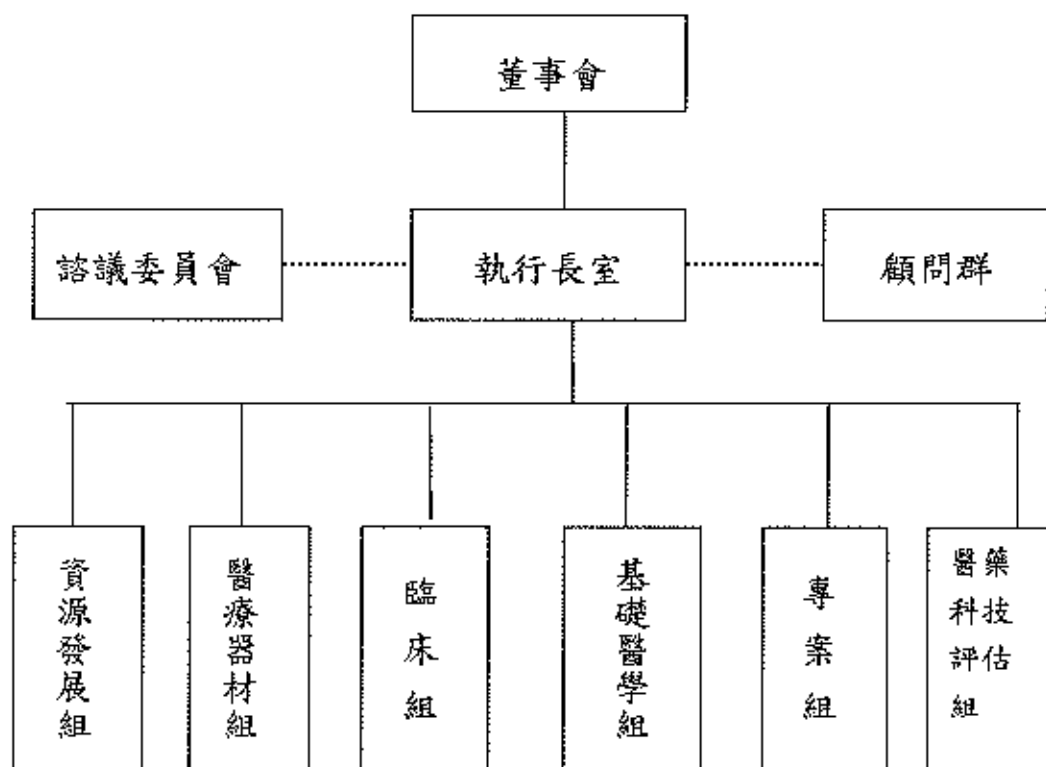 董事會
諮議委員會
執行長室
顧問群
資源發展組
醫療器材組
臨床組
基礎醫學組
專案組
醫藥
科技
評估
組